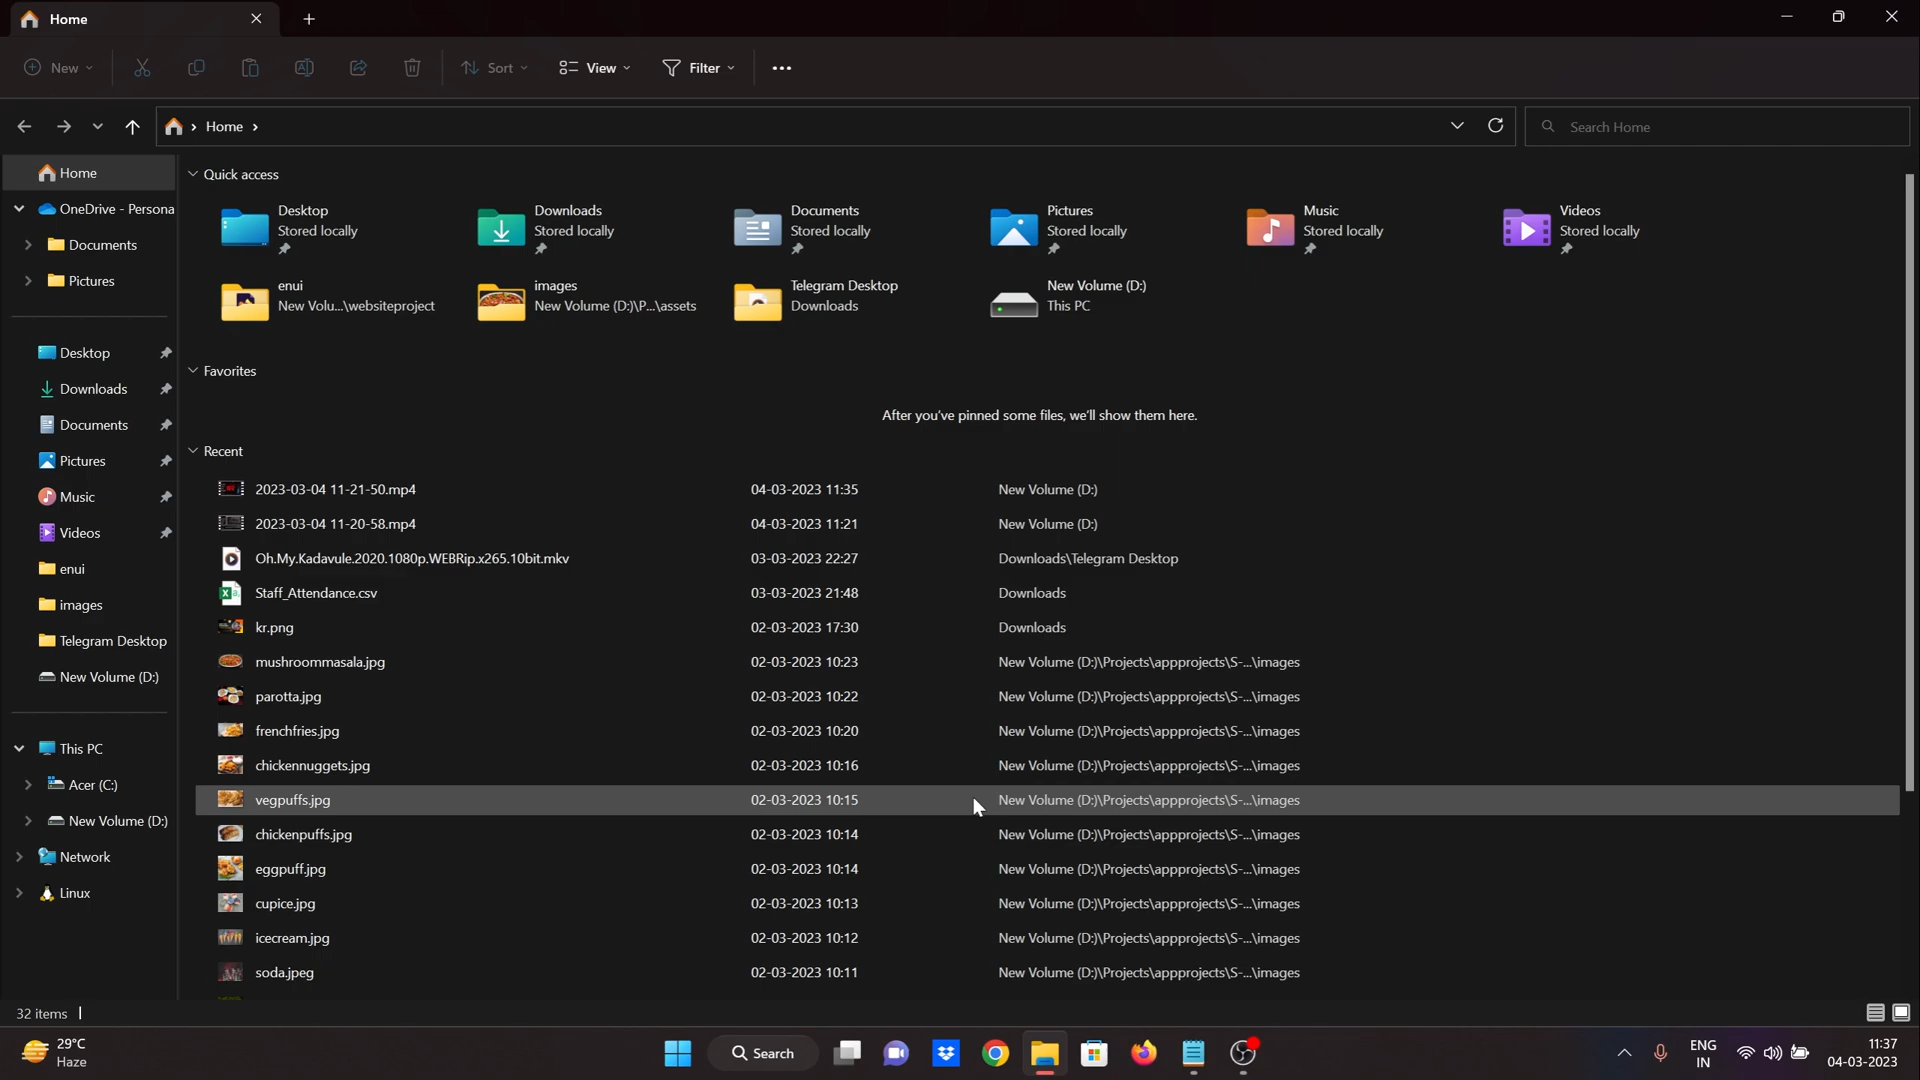 Home
New
Sort
View
Filter
Home
Search Home
Home
OneDrive - Persona
Documents
Pictures
Desktop
Downloads
Documents
Pictures
Music
Videos
enui
images
Telegram Desktop
New Volume (D:)
This PC
Acer (C:)
New Volume (D:)
Network
Linux
Quick access
Desktop
Stored locally
Downloads
Stored locally
Documents
Stored locally
Pictures
Stored locally
Music
Stored locally
Videos
Stored locally
enui
New Volu...\websiteproject
images
New Volume (D:)\P...\assets
Telegram Desktop
Downloads
New Volume (D:)
This PC
Favorites
After you've pinned some files, we'll show them here.
Recent
2023-03-04 11-21-50.mp4 04-03-2023 11:35 New Volume (D:)
2023-03-04 11-20-58.mp4 04-03-2023 11:21 New Volume (D:)
Oh.My.Kadavule.2020.1080p.WEBRip.x265.10bit.mkv 03-03-2023 22:27 Downloads\Telegram Desktop
Staff_Attendance.csv 03-03-2023 21:48 Downloads
kr.png 02-03-2023 17:30 Downloads
mushroommasala.jpg 02-03-2023 10:23 New Volume (D:)\Projects\appprojects\S-...\images
parotta.jpg 02-03-2023 10:22 New Volume (D:)\Projects\appprojects\S-...\images
frenchfries.jpg 02-03-2023 10:20 New Volume (D:)\Projects\appprojects\S-...\images
chickennuggets.jpg 02-03-2023 10:16 New Volume (D:)\Projects\appprojects\S-...\images
vegpuffs.jpg 02-03-2023 10:15 New Volume (D:)\Projects\appprojects\S-...\images
chickenpuffs.jpg 02-03-2023 10:14 New Volume (D:)\Projects\appprojects\S-...\images
eggpuff.jpg 02-03-2023 10:14 New Volume (D:)\Projects\appprojects\S-...\images
cupice.jpg 02-03-2023 10:13 New Volume (D:)\Projects\appprojects\S-...\images
icecream.jpg 02-03-2023 10:12 New Volume (D:)\Projects\appprojects\S-...\images
soda.jpeg 02-03-2023 10:11 New Volume (D:)\Projects\appprojects\S-...\images
32 items
29°C
Haze
Search
ENG
IN
11:37
04-03-2023